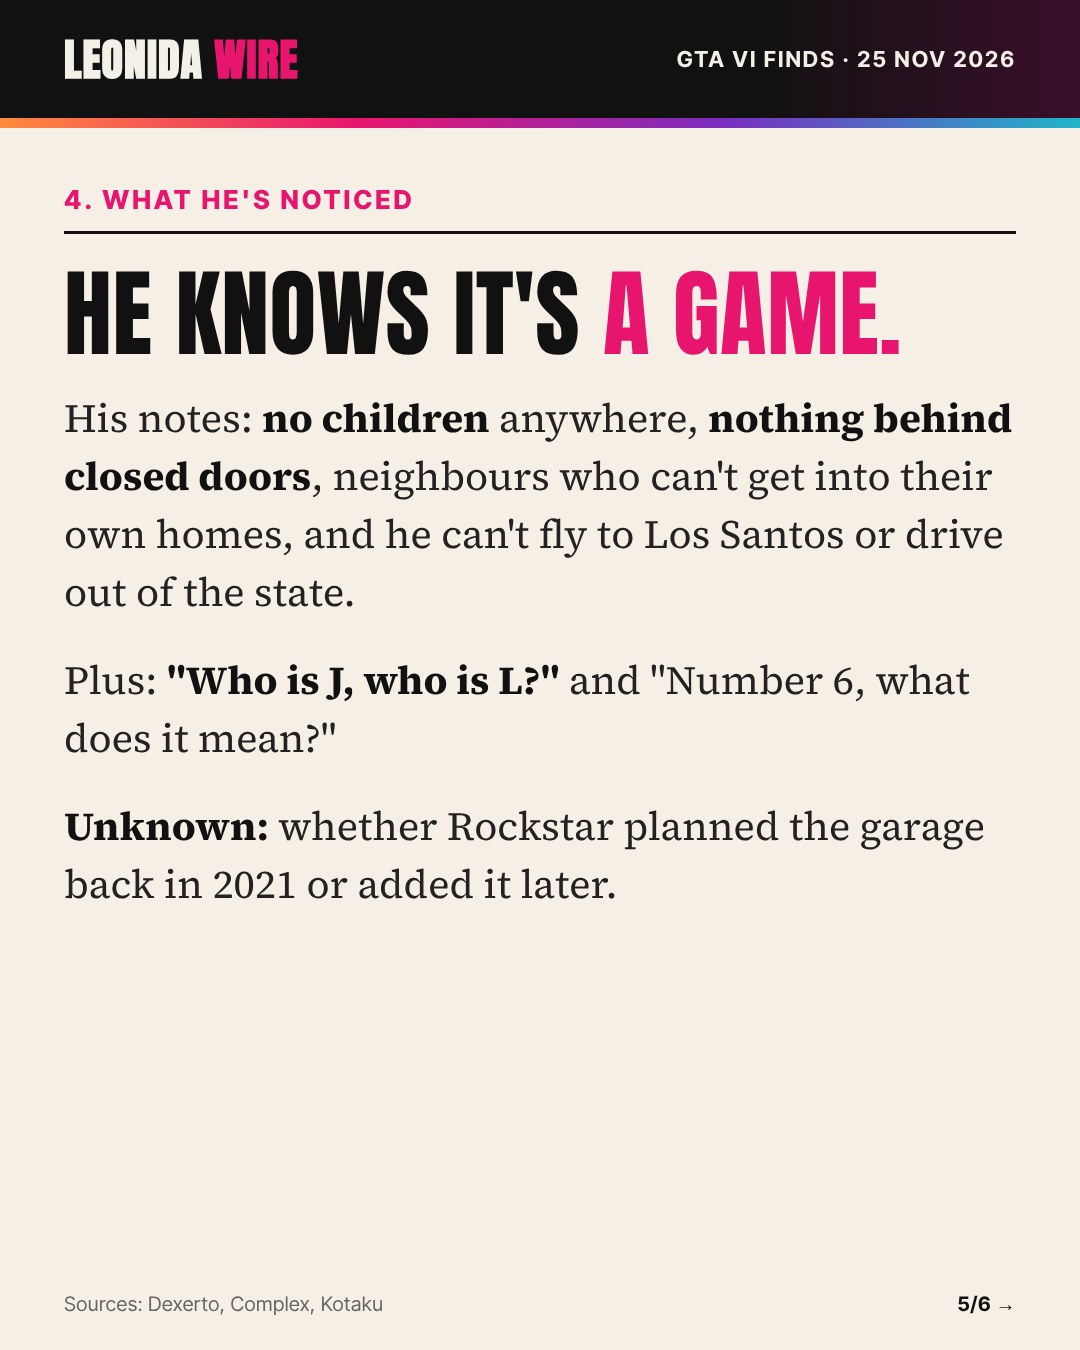 LEONIDA WIRE
GTA VI FINDS · 25 NOV 2026
4. WHAT HE'S NOTICED
HE KNOWS IT'S A GAME.
His notes: no children anywhere, nothing behind
closed doors, neighbours who can't get into their
own homes, and he can't fly to Los Santos or drive
out of the state.
Plus: "Who is J, who is L?" and "Number 6, what
does it mean?"
Unknown: whether Rockstar planned the garage
back in 2021 or added it later.
Sources: Dexerto, Complex, Kotaku
5/6 →